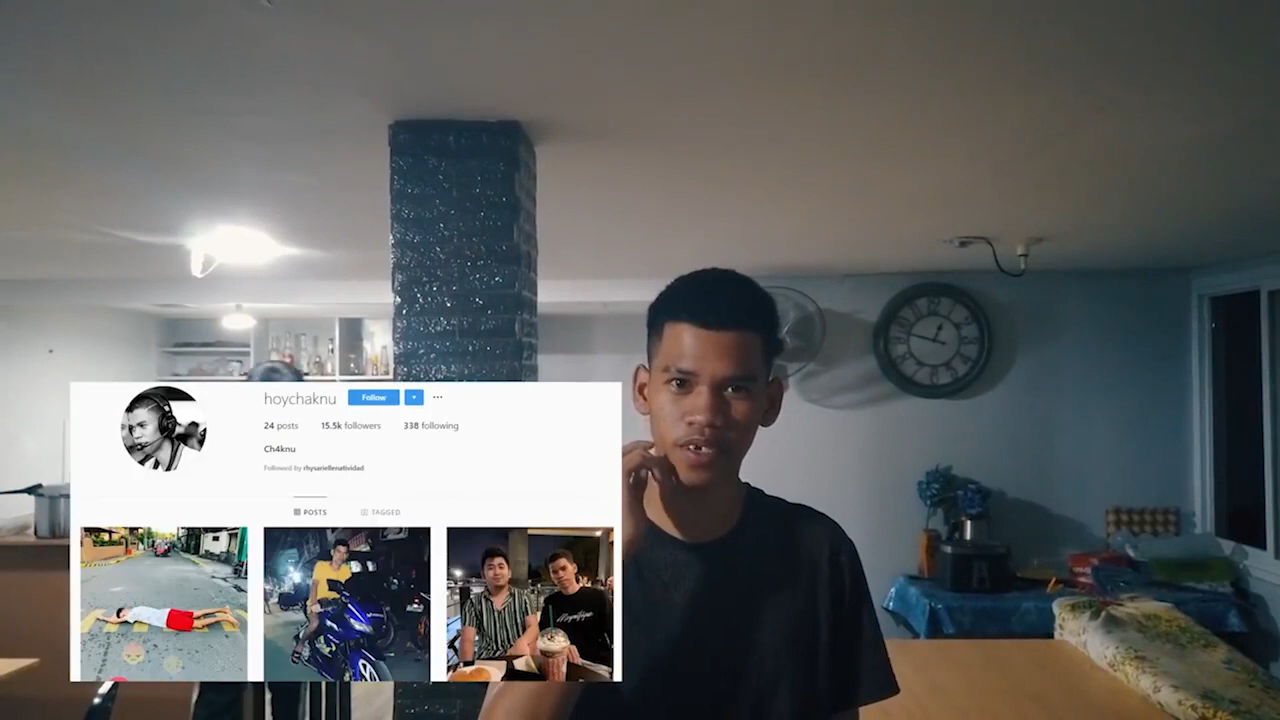 hoychaknu Follow
24 posts 15.5k followers 338 following
Ch4knu
Followed by rhysariellenatividad
POSTS TAGGED